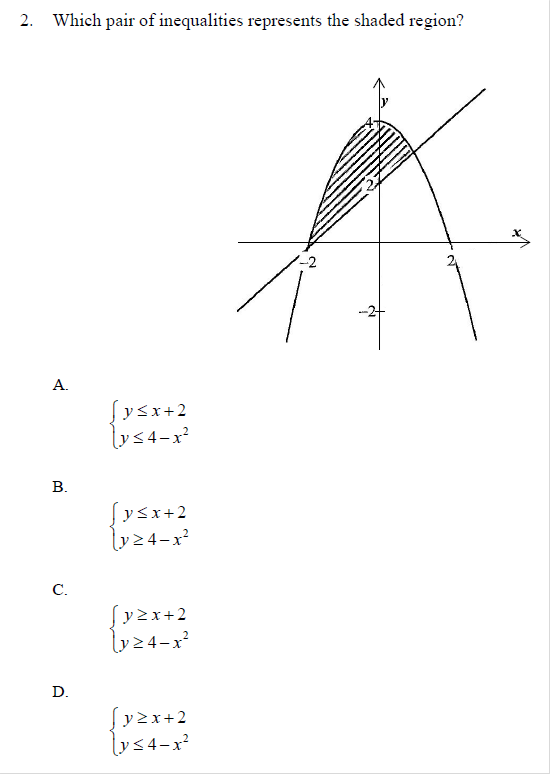 2. Which pair of inequalities represents the shaded region?
y
4
2
x
-2
2
-2
A.
y ≤ x + 2
y ≤ 4 − x²
B.
y ≤ x + 2
y ≥ 4 − x²
C.
y ≥ x + 2
y ≥ 4 − x²
D.
y ≥ x + 2
y ≤ 4 − x²